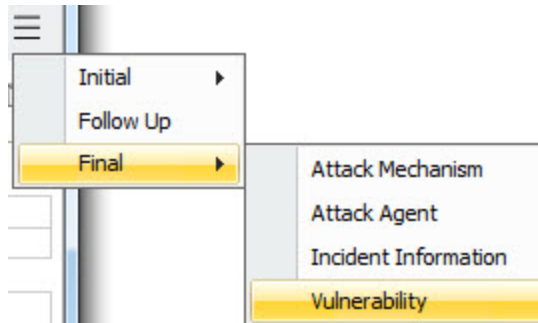 Initial
Follow Up
Final
Attack Mechanism
Attack Agent
Incident Information
Vulnerability